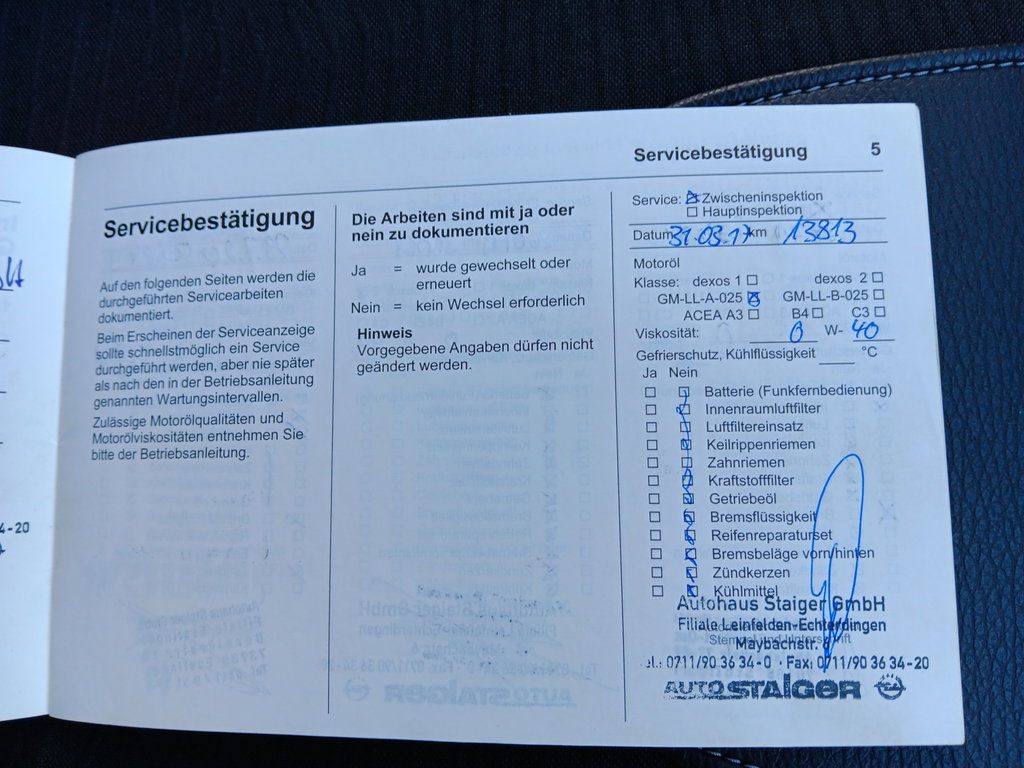 Servicebestätigung 5
Servicebestätigung
Auf den folgenden Seiten werden die
durchgeführten Servicearbeiten
dokumentiert.
Beim Erscheinen der Serviceanzeige
sollte schnellstmöglich ein Service
durchgeführt werden, aber nie später
als nach den in der Betriebsanleitung
genannten Wartungsintervallen.
Zulässige Motorölqualitäten und
Motorölviskositäten entnehmen Sie
bitte der Betriebsanleitung.
Die Arbeiten sind mit ja oder
nein zu dokumentieren
Ja = wurde gewechselt oder
erneuert
Nein = kein Wechsel erforderlich
Hinweis
Vorgegebene Angaben dürfen nicht
geändert werden.
Service: ☒ Zwischeninspektion
☐ Hauptinspektion
Datum 31.03.17 km 13813
Motoröl
Klasse: dexos 1 ☐ dexos 2 ☐
GM-LL-A-025 ☒ GM-LL-B-025 ☐
ACEA A3 ☐ B4 ☐ C3 ☐
Viskosität: 0 W- 40
Gefrierschutz, Kühlflüssigkeit °C
Ja Nein
Batterie (Funkfernbedienung)
Innenraumluftfilter
Luftfiltereinsatz
Keilrippenriemen
Zahnriemen
Kraftstofffilter
Getriebeöl
Bremsflüssigkeit
Reifenreparaturset
Bremsbeläge vorn/hinten
Zündkerzen
Kühlmittel
Autohaus Staiger GmbH
Filiale Leinfelden-Echterdingen
Stempel und Unterschrift
Maybachstr.
el.: 0711/90 36 34-0 · Fax: 0711/90 36 34-20
AUTO STAIGER
4-20